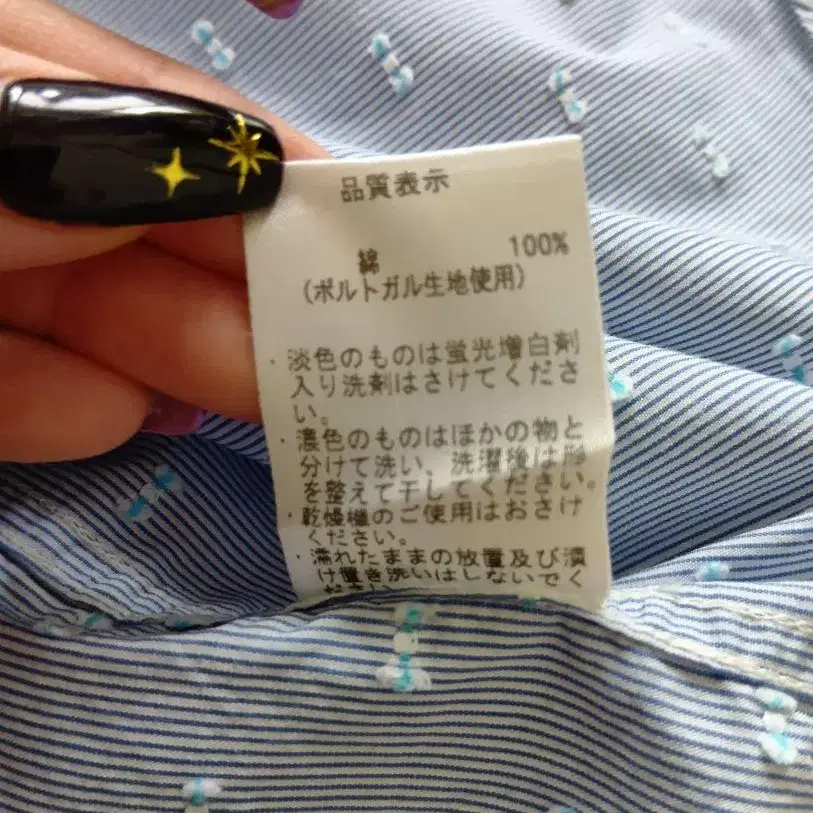 品質表示
綿 100%
（ポルトガル生地使用）
・淡色のものは蛍光増白剤
入り洗剤はさけてくださ
い。
・濃色のものはほかの物と
分けて洗い、洗濯後は形
を整えて干してください。
・乾燥機のご使用はおさけ
ください。
・濡れたままの放置及び漬
け置き洗いはしないでく